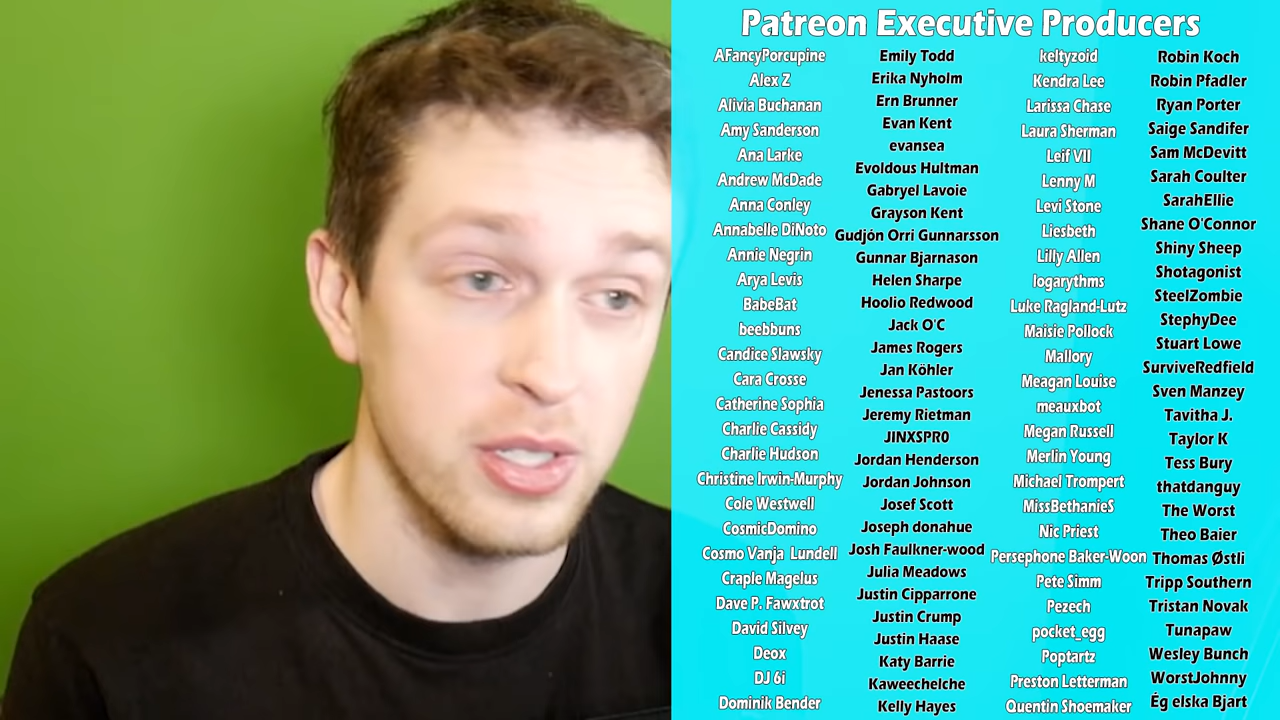 Patreon Executive Producers
AFancyPorcupine
Alex Z
Alivia Buchanan
Amy Sanderson
Ana Larke
Andrew McDade
Anna Conley
Annabelle DiNoto
Annie Negrin
Arya Levis
BabeBat
beebbuns
Candice Slawsky
Cara Crosse
Catherine Sophia
Charlie Cassidy
Charlie Hudson
Christine Irwin-Murphy
Cole Westwell
CosmicDomino
Cosmo Vanja Lundell
Craple Magelus
Dave P. Fawxtrot
David Silvey
Deox
DJ 6i
Dominik Bender
Emily Todd
Erika Nyholm
Ern Brunner
Evan Kent
evansea
Evoldous Hultman
Gabryel Lavoie
Grayson Kent
Gudjón Orri Gunnarsson
Gunnar Bjarnason
Helen Sharpe
Hoolio Redwood
Jack O'C
James Rogers
Jan Köhler
Jenessa Pastoors
Jeremy Rietman
JINXSPR0
Jordan Henderson
Jordan Johnson
Josef Scott
Joseph donahue
Josh Faulkner-wood
Julia Meadows
Justin Cipparrone
Justin Crump
Justin Haase
Katy Barrie
Kaweechelche
Kelly Hayes
keltyzoid
Kendra Lee
Larissa Chase
Laura Sherman
Leif VII
Lenny M
Levi Stone
Liesbeth
Lilly Allen
logarythms
Luke Ragland-Lutz
Maisie Pollock
Mallory
Meagan Louise
meauxbot
Megan Russell
Merlin Young
Michael Trompert
MissBethanieS
Nic Priest
Persephone Baker-Woon
Pete Simm
Pezech
pocket_egg
Poptartz
Preston Letterman
Quentin Shoemaker
Robin Koch
Robin Pfadler
Ryan Porter
Saige Sandifer
Sam McDevitt
Sarah Coulter
SarahEllie
Shane O'Connor
Shiny Sheep
Shotagonist
SteelZombie
StephyDee
Stuart Lowe
SurviveRedfield
Sven Manzey
Tavitha J.
Taylor K
Tess Bury
thatdanguy
The Worst
Theo Baier
Thomas Østli
Tripp Southern
Tristan Novak
Tunapaw
Wesley Bunch
WorstJohnny
Ég elska Bjart